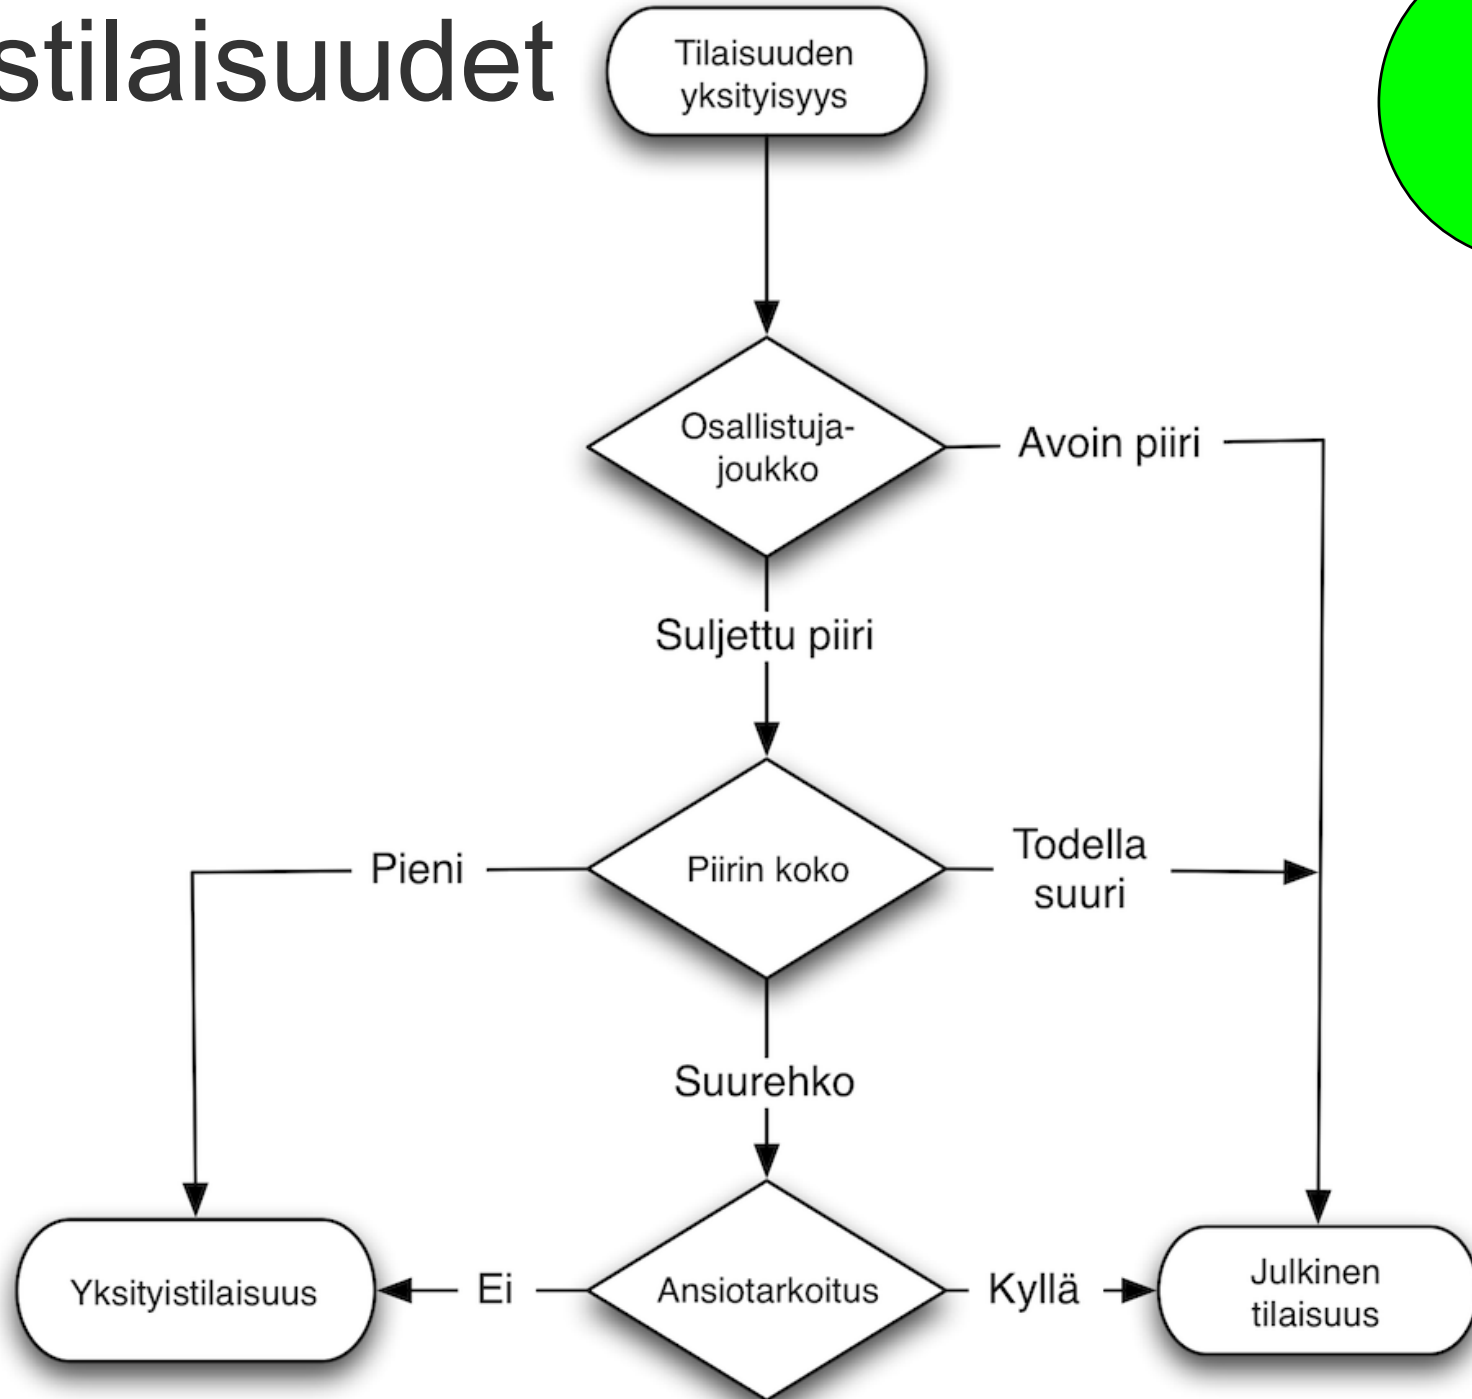 stilaisuudet
Tilaisuuden
yksityisyys
Osallistuja-
joukko
Avoin piiri
Suljettu piiri
Pieni
Piirin koko
Todella
suuri
Suurehko
Yksityistilaisuus
Ei
Ansiotarkoitus
Kyllä
Julkinen
tilaisuus